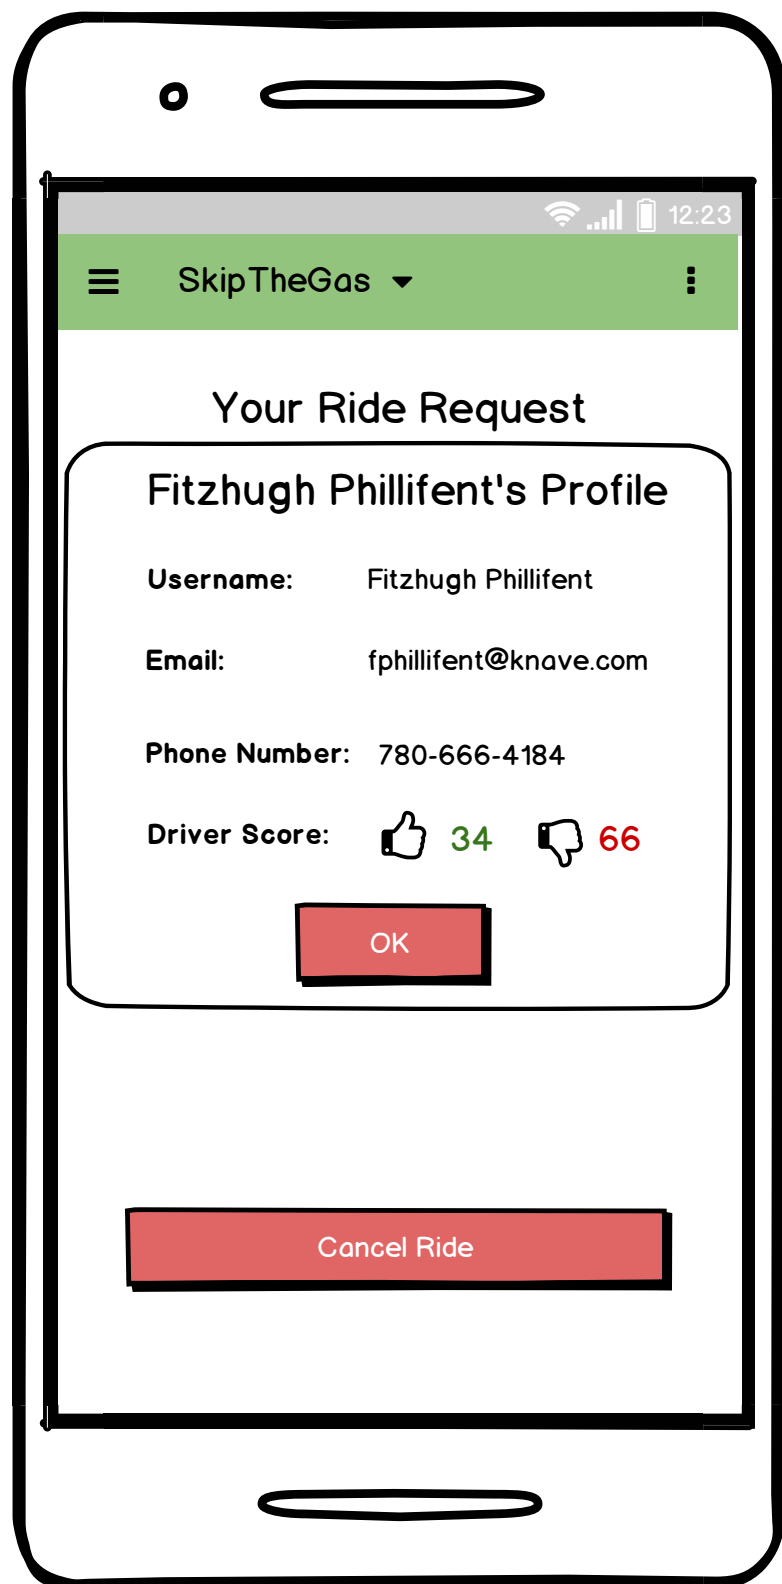 12:23
SkipTheGas
Your Ride Request
Fitzhugh Phillifent's Profile
Username: Fitzhugh Phillifent
Email: fphillifent@knave.com
Phone Number: 780-666-4184
Driver Score: 34 66
OK
Cancel Ride